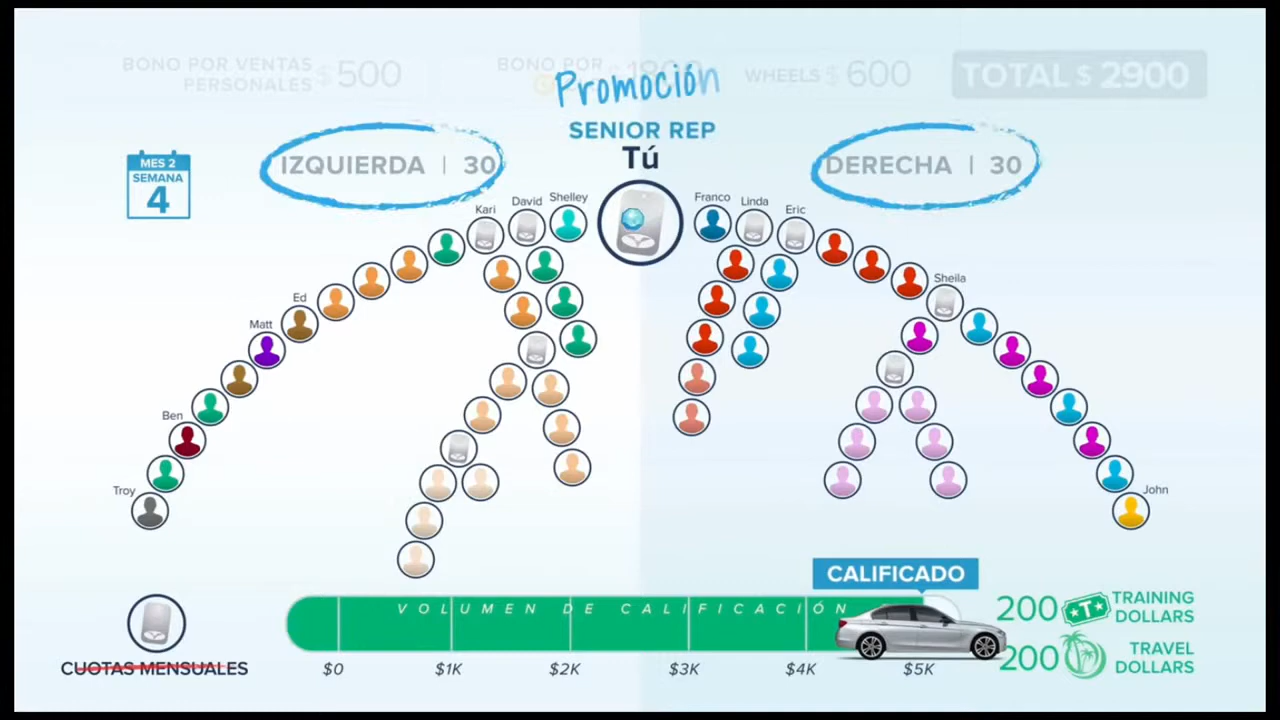 BONO POR VENTAS
PERSONALES $ 500
BONO POR
WHEELS $ 600
TOTAL $ 2900
Promoción
SENIOR REP
Tú
IZQUIERDA | 30
DERECHA | 30
MES 2
SEMANA
4
Kari
David
Shelley
Franco
Linda
Eric
Ed
Sheila
Matt
Ben
Troy
John
CALIFICADO
VOLUMEN DE CALIFICACIÓN
200 TRAINING
DOLLARS
T
200 TRAVEL
DOLLARS
CUOTAS MENSUALES
$0 $1K $2K $3K $4K $5K